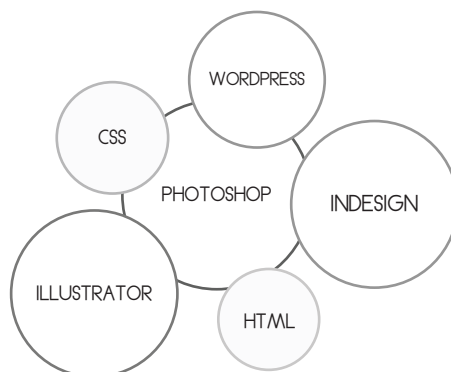 WORDPRESS
CSS
PHOTOSHOP
INDESIGN
ILLUSTRATOR
HTML